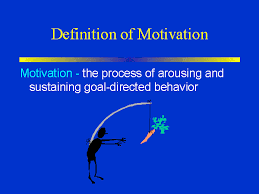 Definition of Motivation
Motivation - the process of arousing and
sustaining goal-directed behavior